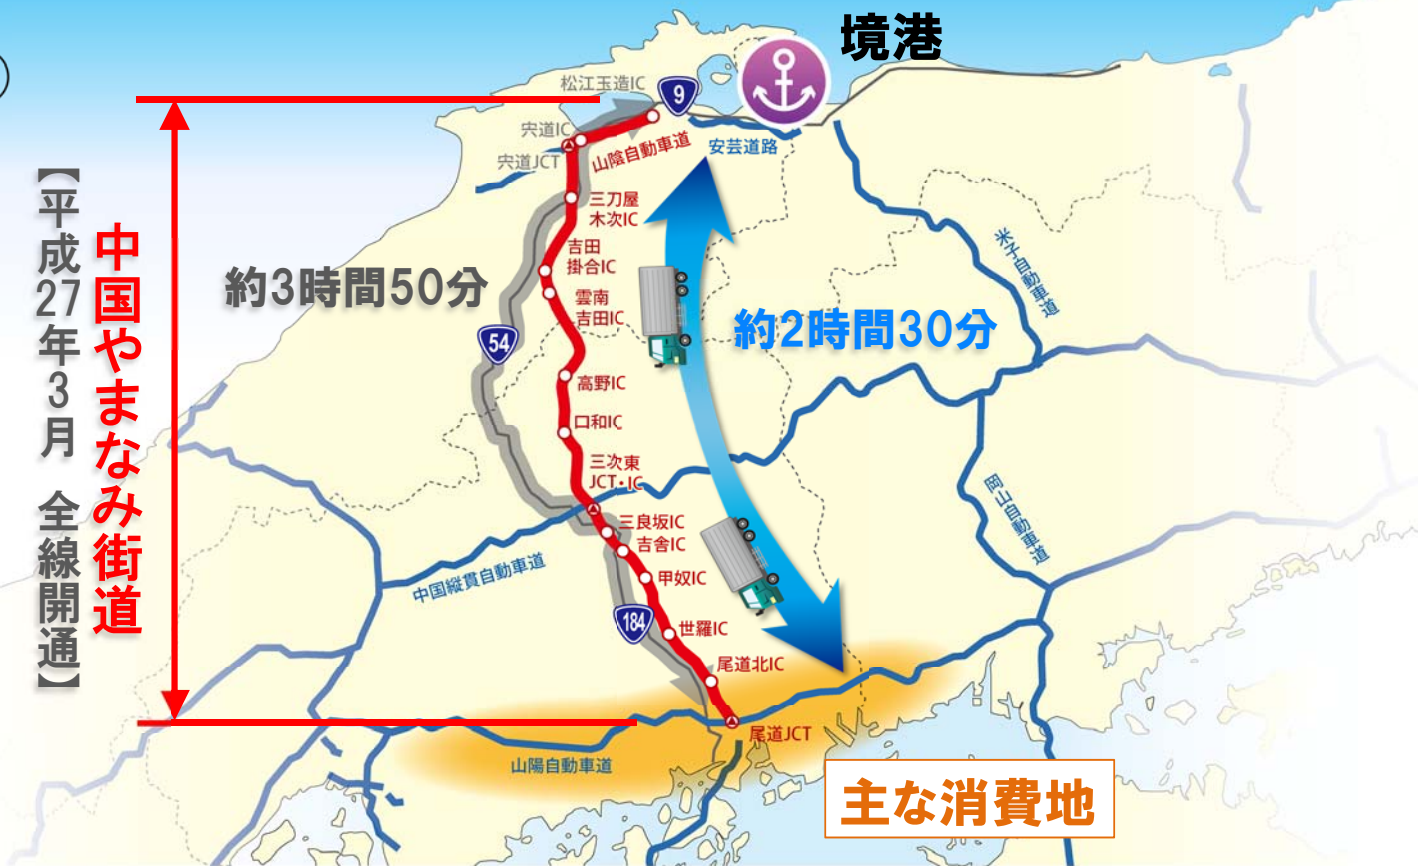 境港
松江玉造IC
9
宍道IC
宍道JCT
山陰自動車道
安芸道路
三刀屋
木次IC
吉田
掛合IC
雲南
吉田IC
高野IC
口和IC
三次東
JCT・IC
三良坂IC
吉舎IC
甲奴IC
世羅IC
尾道北IC
尾道JCT
54
184
約3時間50分
約2時間30分
米子自動車道
岡山自動車道
中国縦貫自動車道
山陽自動車道
中国やまなみ街道
【平成27年3月 全線開通】
主な消費地